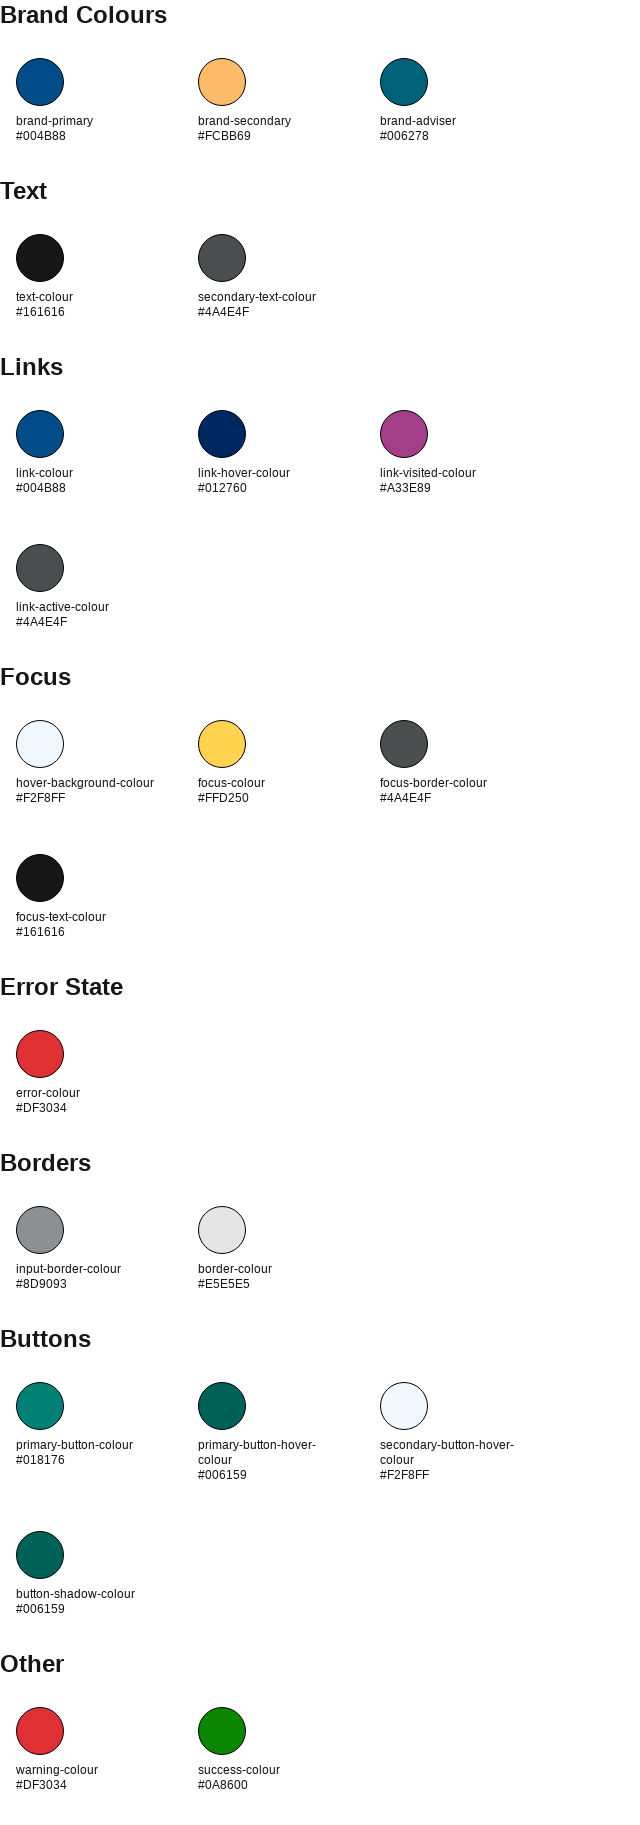 Brand Colours
brand-primary
#004B88
brand-secondary
#FCBB69
brand-adviser
#006278
Text
text-colour
#161616
secondary-text-colour
#4A4E4F
Links
link-colour
#004B88
link-hover-colour
#012760
link-visited-colour
#A33E89
link-active-colour
#4A4E4F
Focus
hover-background-colour
#F2F8FF
focus-colour
#FFD250
focus-border-colour
#4A4E4F
focus-text-colour
#161616
Error State
error-colour
#DF3034
Borders
input-border-colour
#8D9093
border-colour
#E5E5E5
Buttons
primary-button-colour
#018176
primary-button-hover-
colour
#006159
secondary-button-hover-
colour
#F2F8FF
button-shadow-colour
#006159
Other
warning-colour
#DF3034
success-colour
#0A8600